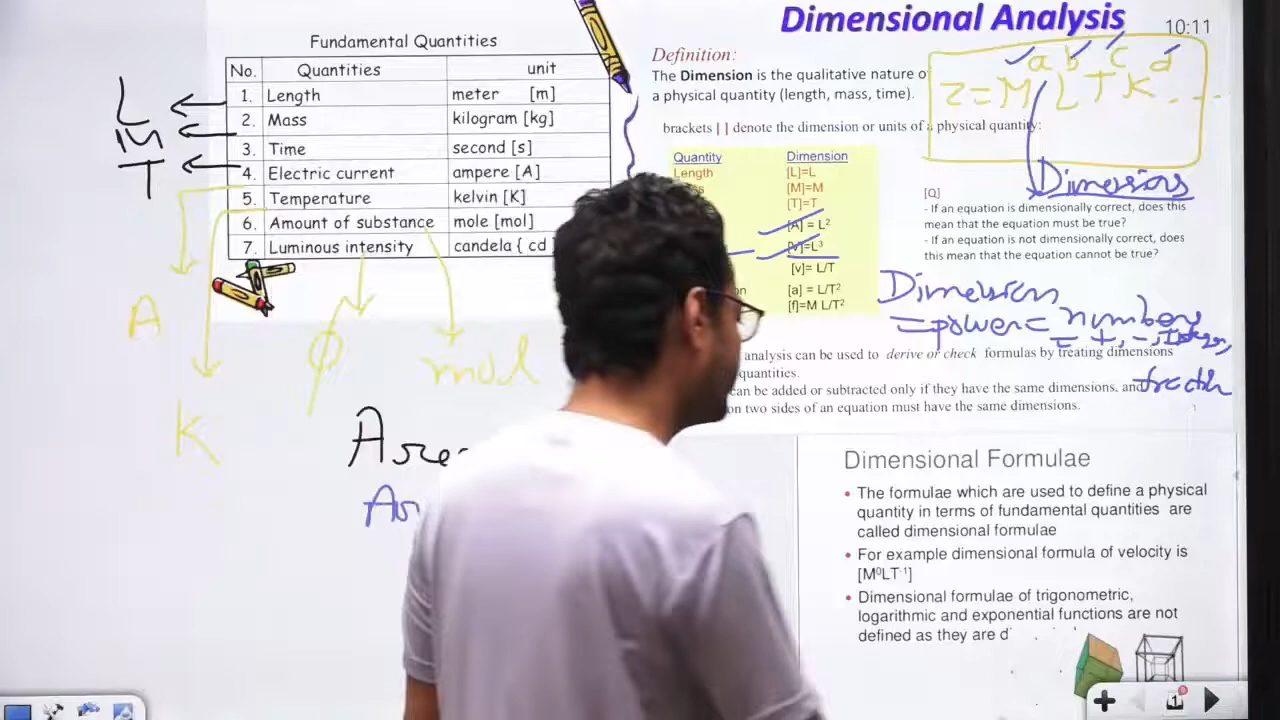 Dimensional Analysis
10:11
Fundamental Quantities
No. Quantities unit
1. Length meter [m]
2. Mass kilogram [kg]
3. Time second [s]
4. Electric current ampere [A]
5. Temperature kelvin [K]
6. Amount of substance mole [mol]
7. Luminous intensity candela { cd
L
M
T
A
K
ϕ
mol
Definition:
The Dimension is the qualitative nature o
a physical quantity (length, mass, time).
brackets [ ] denote the dimension or units of a physical quantity:
Quantity Dimension
Length [L]=L
[M]=M
[T]=T
[A] = L²
[V]=L³
[v]= L/T
on [a] = L/T²
[f]=M L/T²
a b c d
Z = M L T K . . . .
Dimensions
[Q]
- If an equation is dimensionally correct, does this
mean that the equation must be true?
- If an equation is not dimensionally correct, does
this mean that the equation cannot be true?
Dimension
= power = number
= +, -,
analysis can be used to derive or check formulas by treating dimensions
quantities.
can be added or subtracted only if they have the same dimensions, and
on two sides of an equation must have the same dimensions.
Are
Ar
Dimensional Formulae
• The formulae which are used to define a physical
quantity in terms of fundamental quantities are
called dimensional formulae
• For example dimensional formula of velocity is
[M⁰LT⁻¹]
• Dimensional formulae of trigonometric,
logarithmic and exponential functions are not
defined as they are d
1